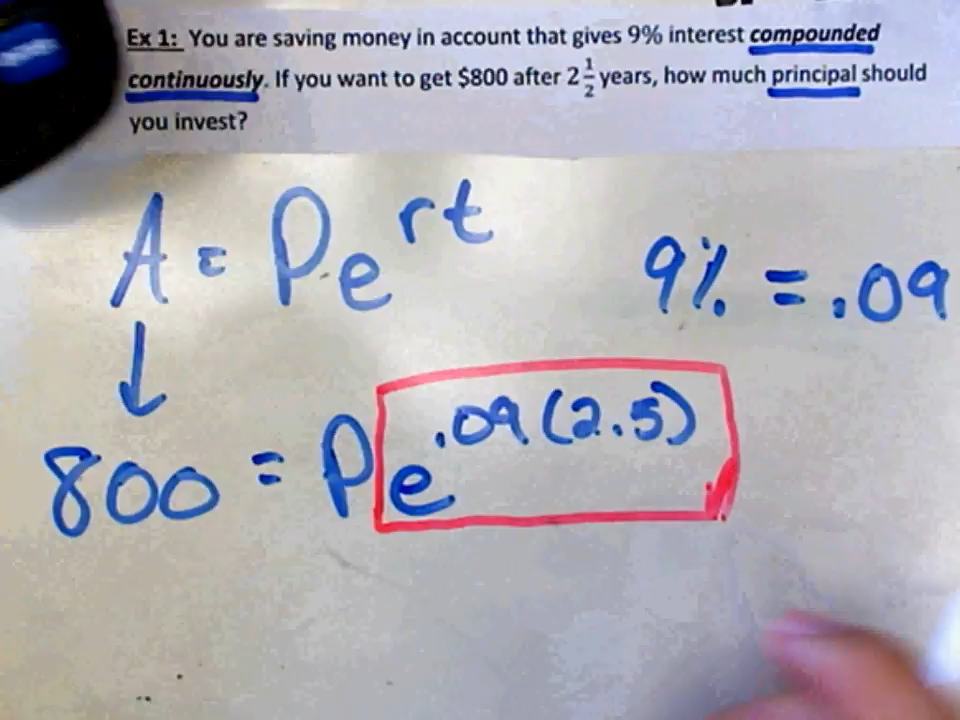 Ex 1: You are saving money in account that gives 9% interest compounded
continuously. If you want to get $800 after 2 1/2 years, how much principal should
you invest?
A = Pe^rt
9% = .09
800 = Pe^.09(2.5)